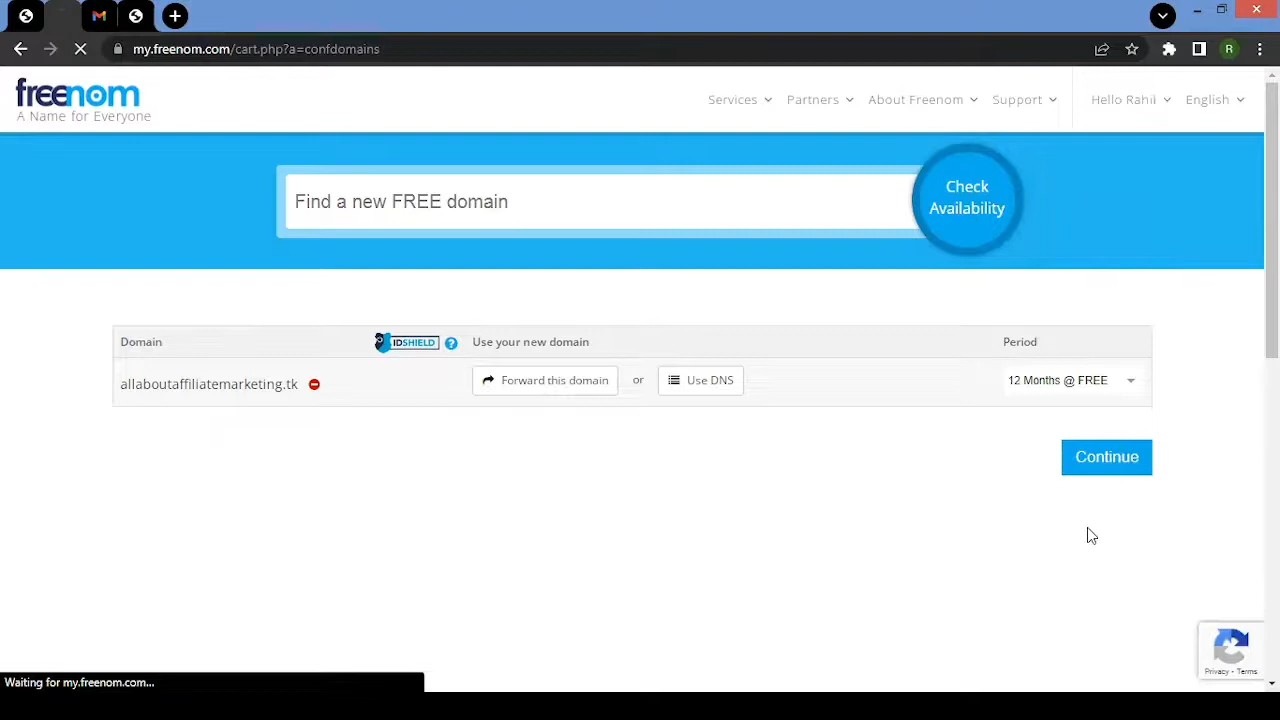 my.freenom.com/cart.php?a=confdomains
R
freenom
A Name for Everyone
Services
Partners
About Freenom
Support
Hello Rahil
English
Find a new FREE domain
Check
Availability
Domain
IDSHIELD
?
Use your new domain
Period
allaboutaffiliatemarketing.tk
Forward this domain
or
Use DNS
12 Months @ FREE
Continue
Privacy - Terms
Waiting for my.freenom.com...